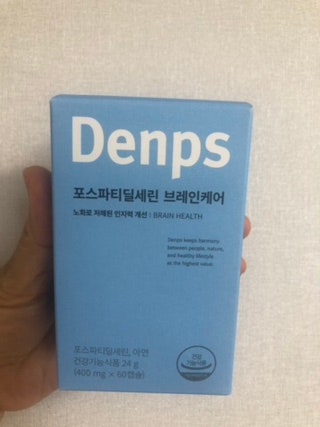 Denps
포스파티딜세린 브레인케어
노화로 저하된 인지력 개선 | BRAIN HEALTH
Denps keeps harmony
between people, nature,
and healthy lifestyle
as the highest value.
포스파티딜세린, 아연
건강기능식품 24 g
(400 mg × 60캡슐)
건강
기능식품